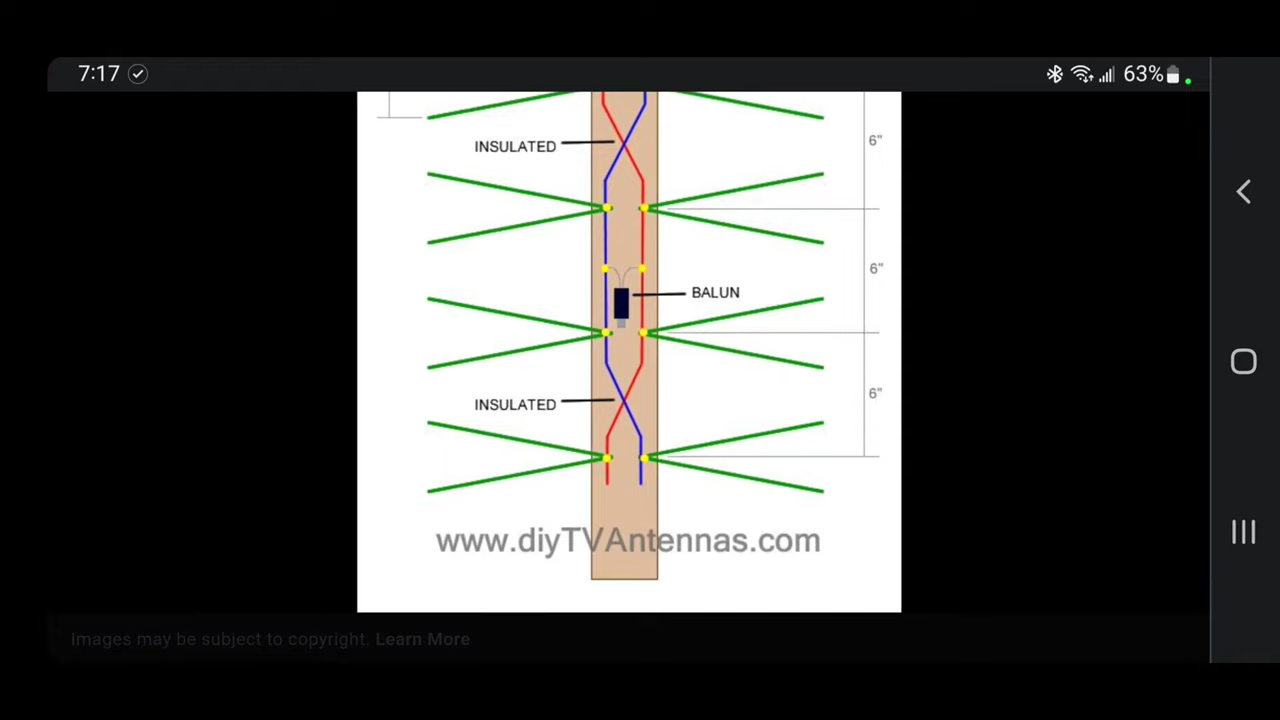 7:17
63%
6"
INSULATED
6"
BALUN
6"
INSULATED
www.diyTVAntennas.com
Images may be subject to copyright. Learn More